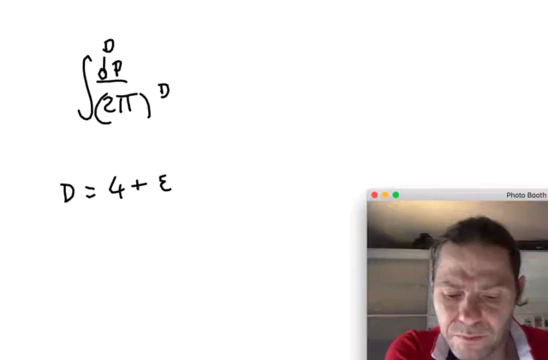 ∫ d^D p / (2π)^D
D = 4 + ε
Photo Booth